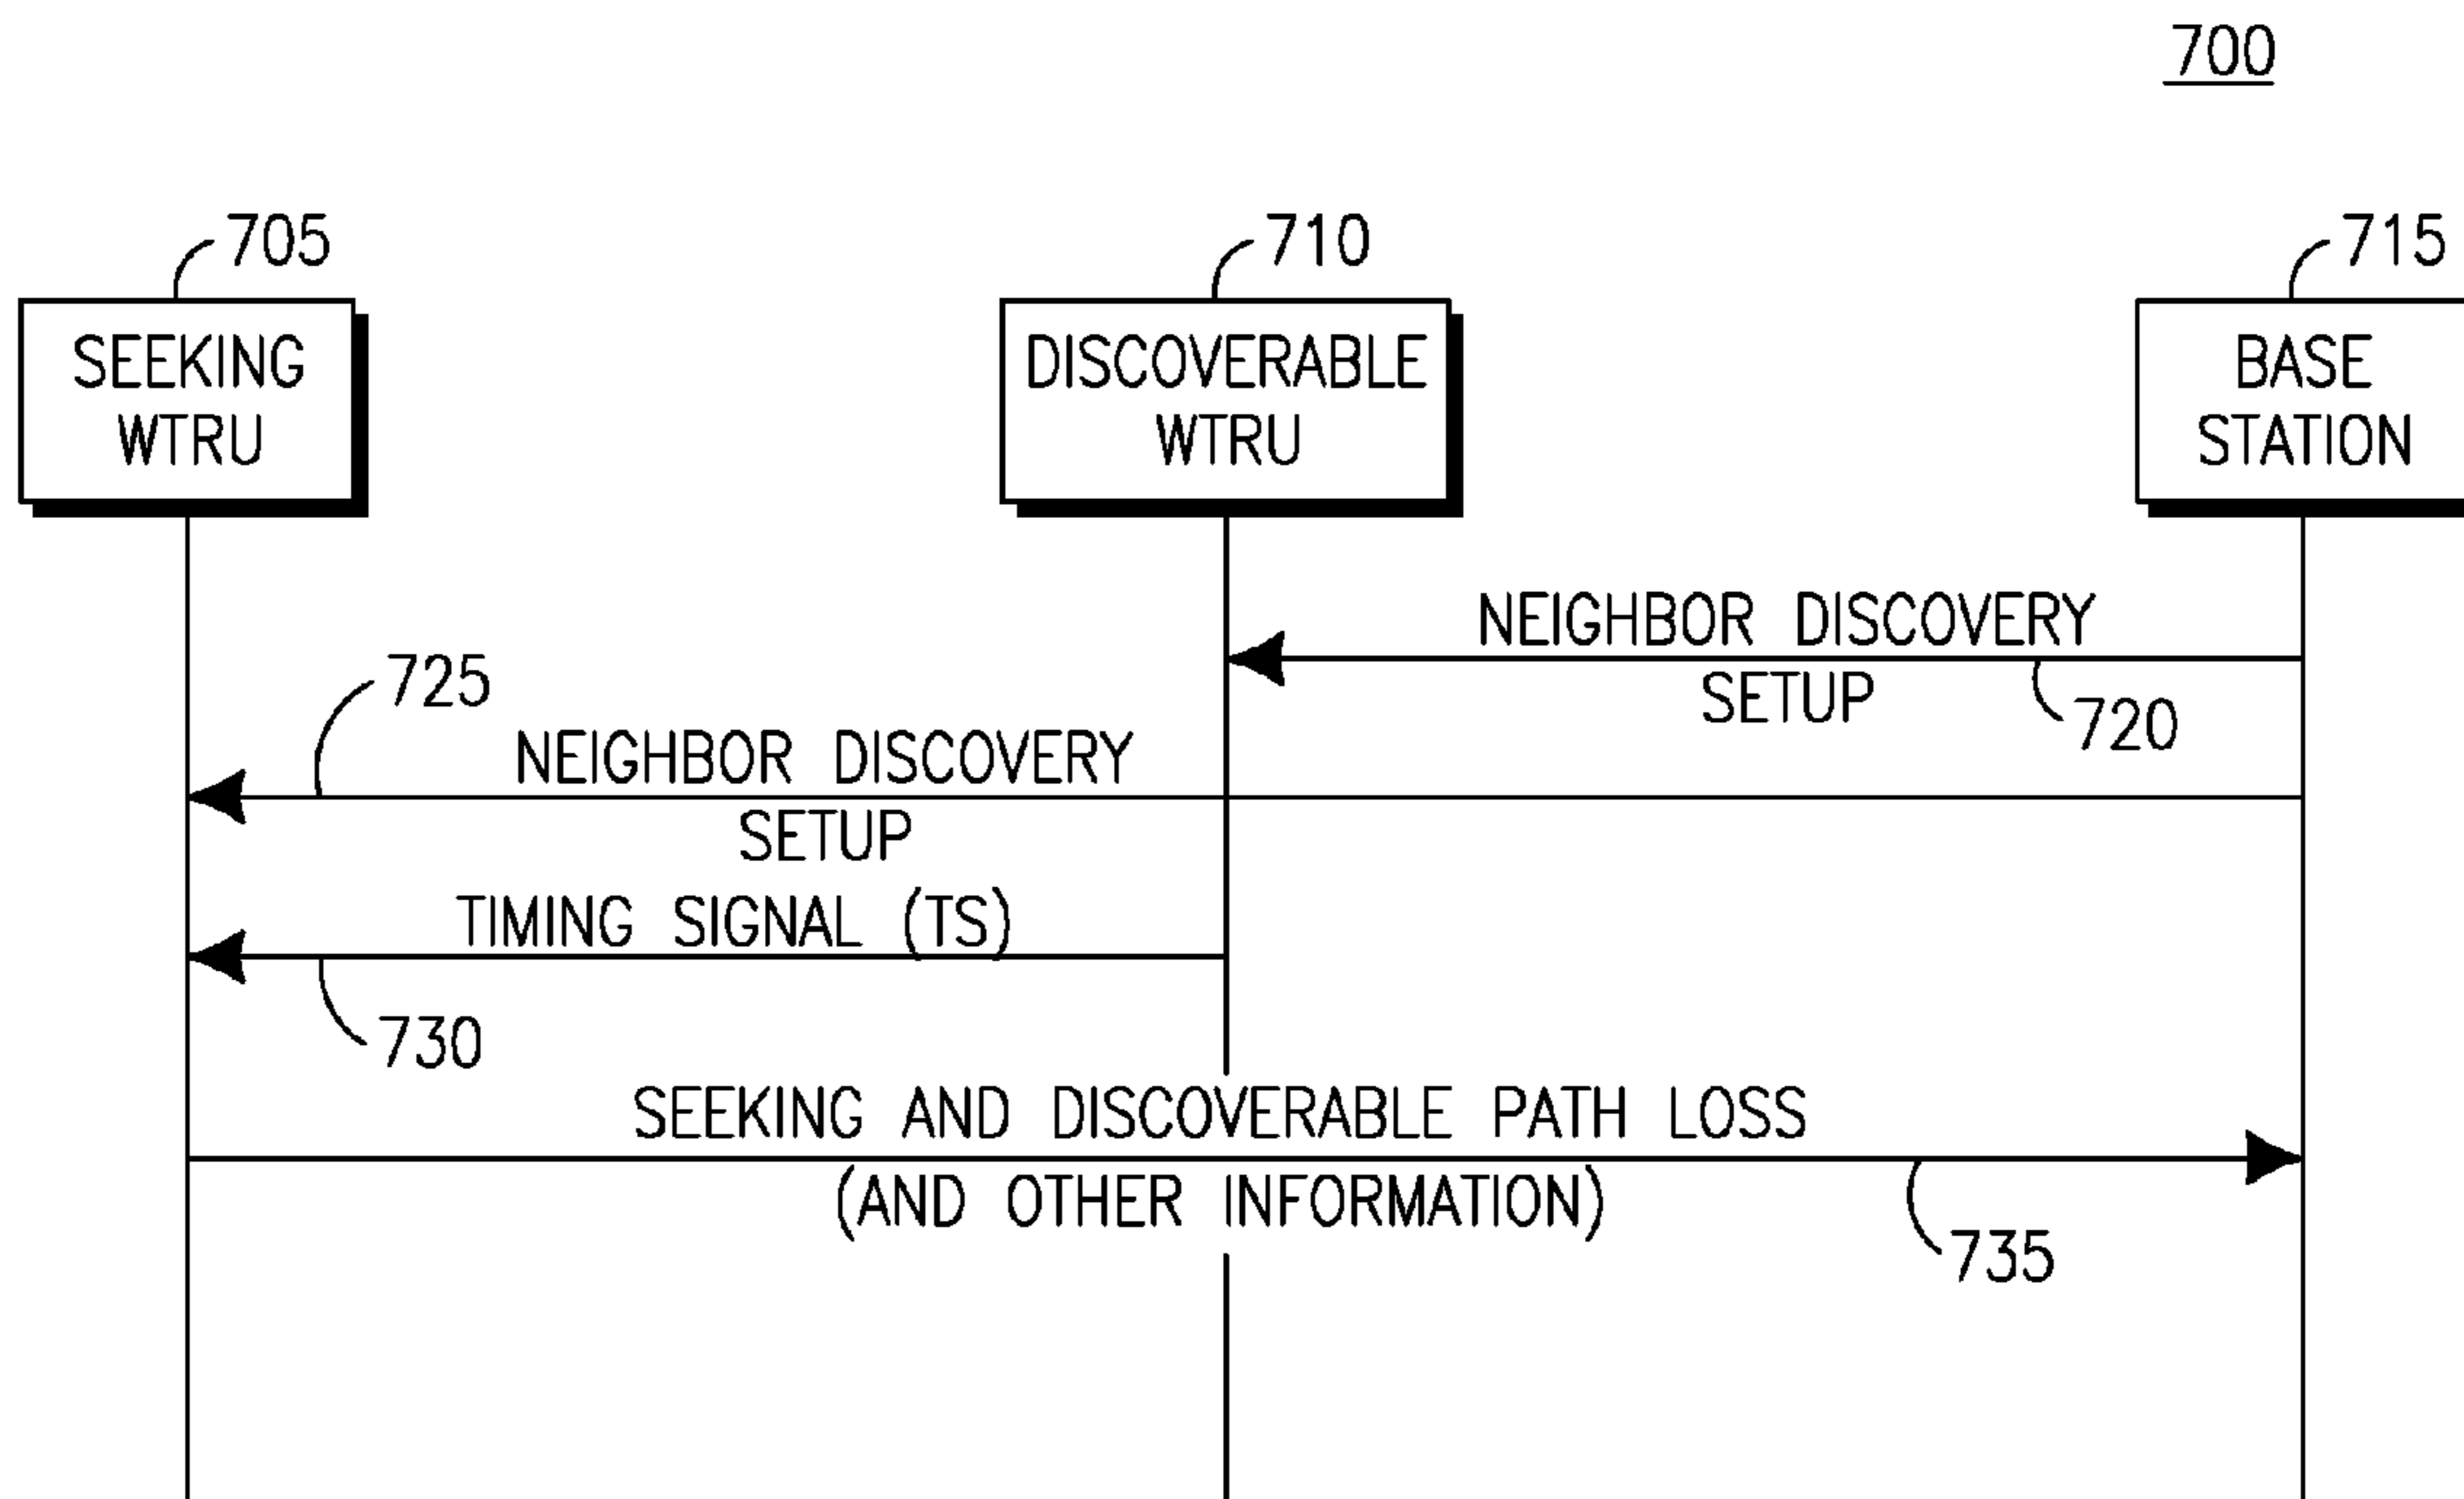 700
705
710
715
SEEKING
WTRU
DISCOVERABLE
WTRU
BASE
STATION
NEIGHBOR DISCOVERY
SETUP
720
725
NEIGHBOR DISCOVERY
SETUP
TIMING SIGNAL (TS)
730
SEEKING AND DISCOVERABLE PATH LOSS
(AND OTHER INFORMATION)
735